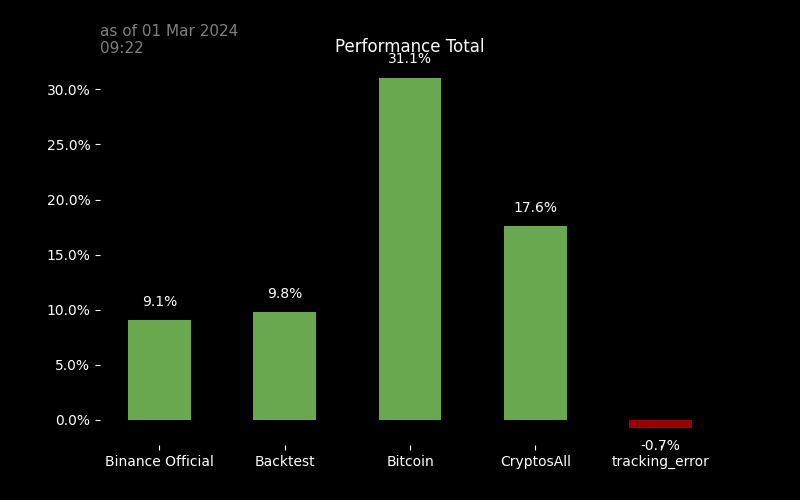 as of 01 Mar 2024
09:22
Performance Total
31.1%
30.0%
25.0%
20.0%
17.6%
15.0%
10.0%
9.1%
9.8%
5.0%
0.0%
-0.7%
Binance Official
Backtest
Bitcoin
CryptosAll
tracking_error